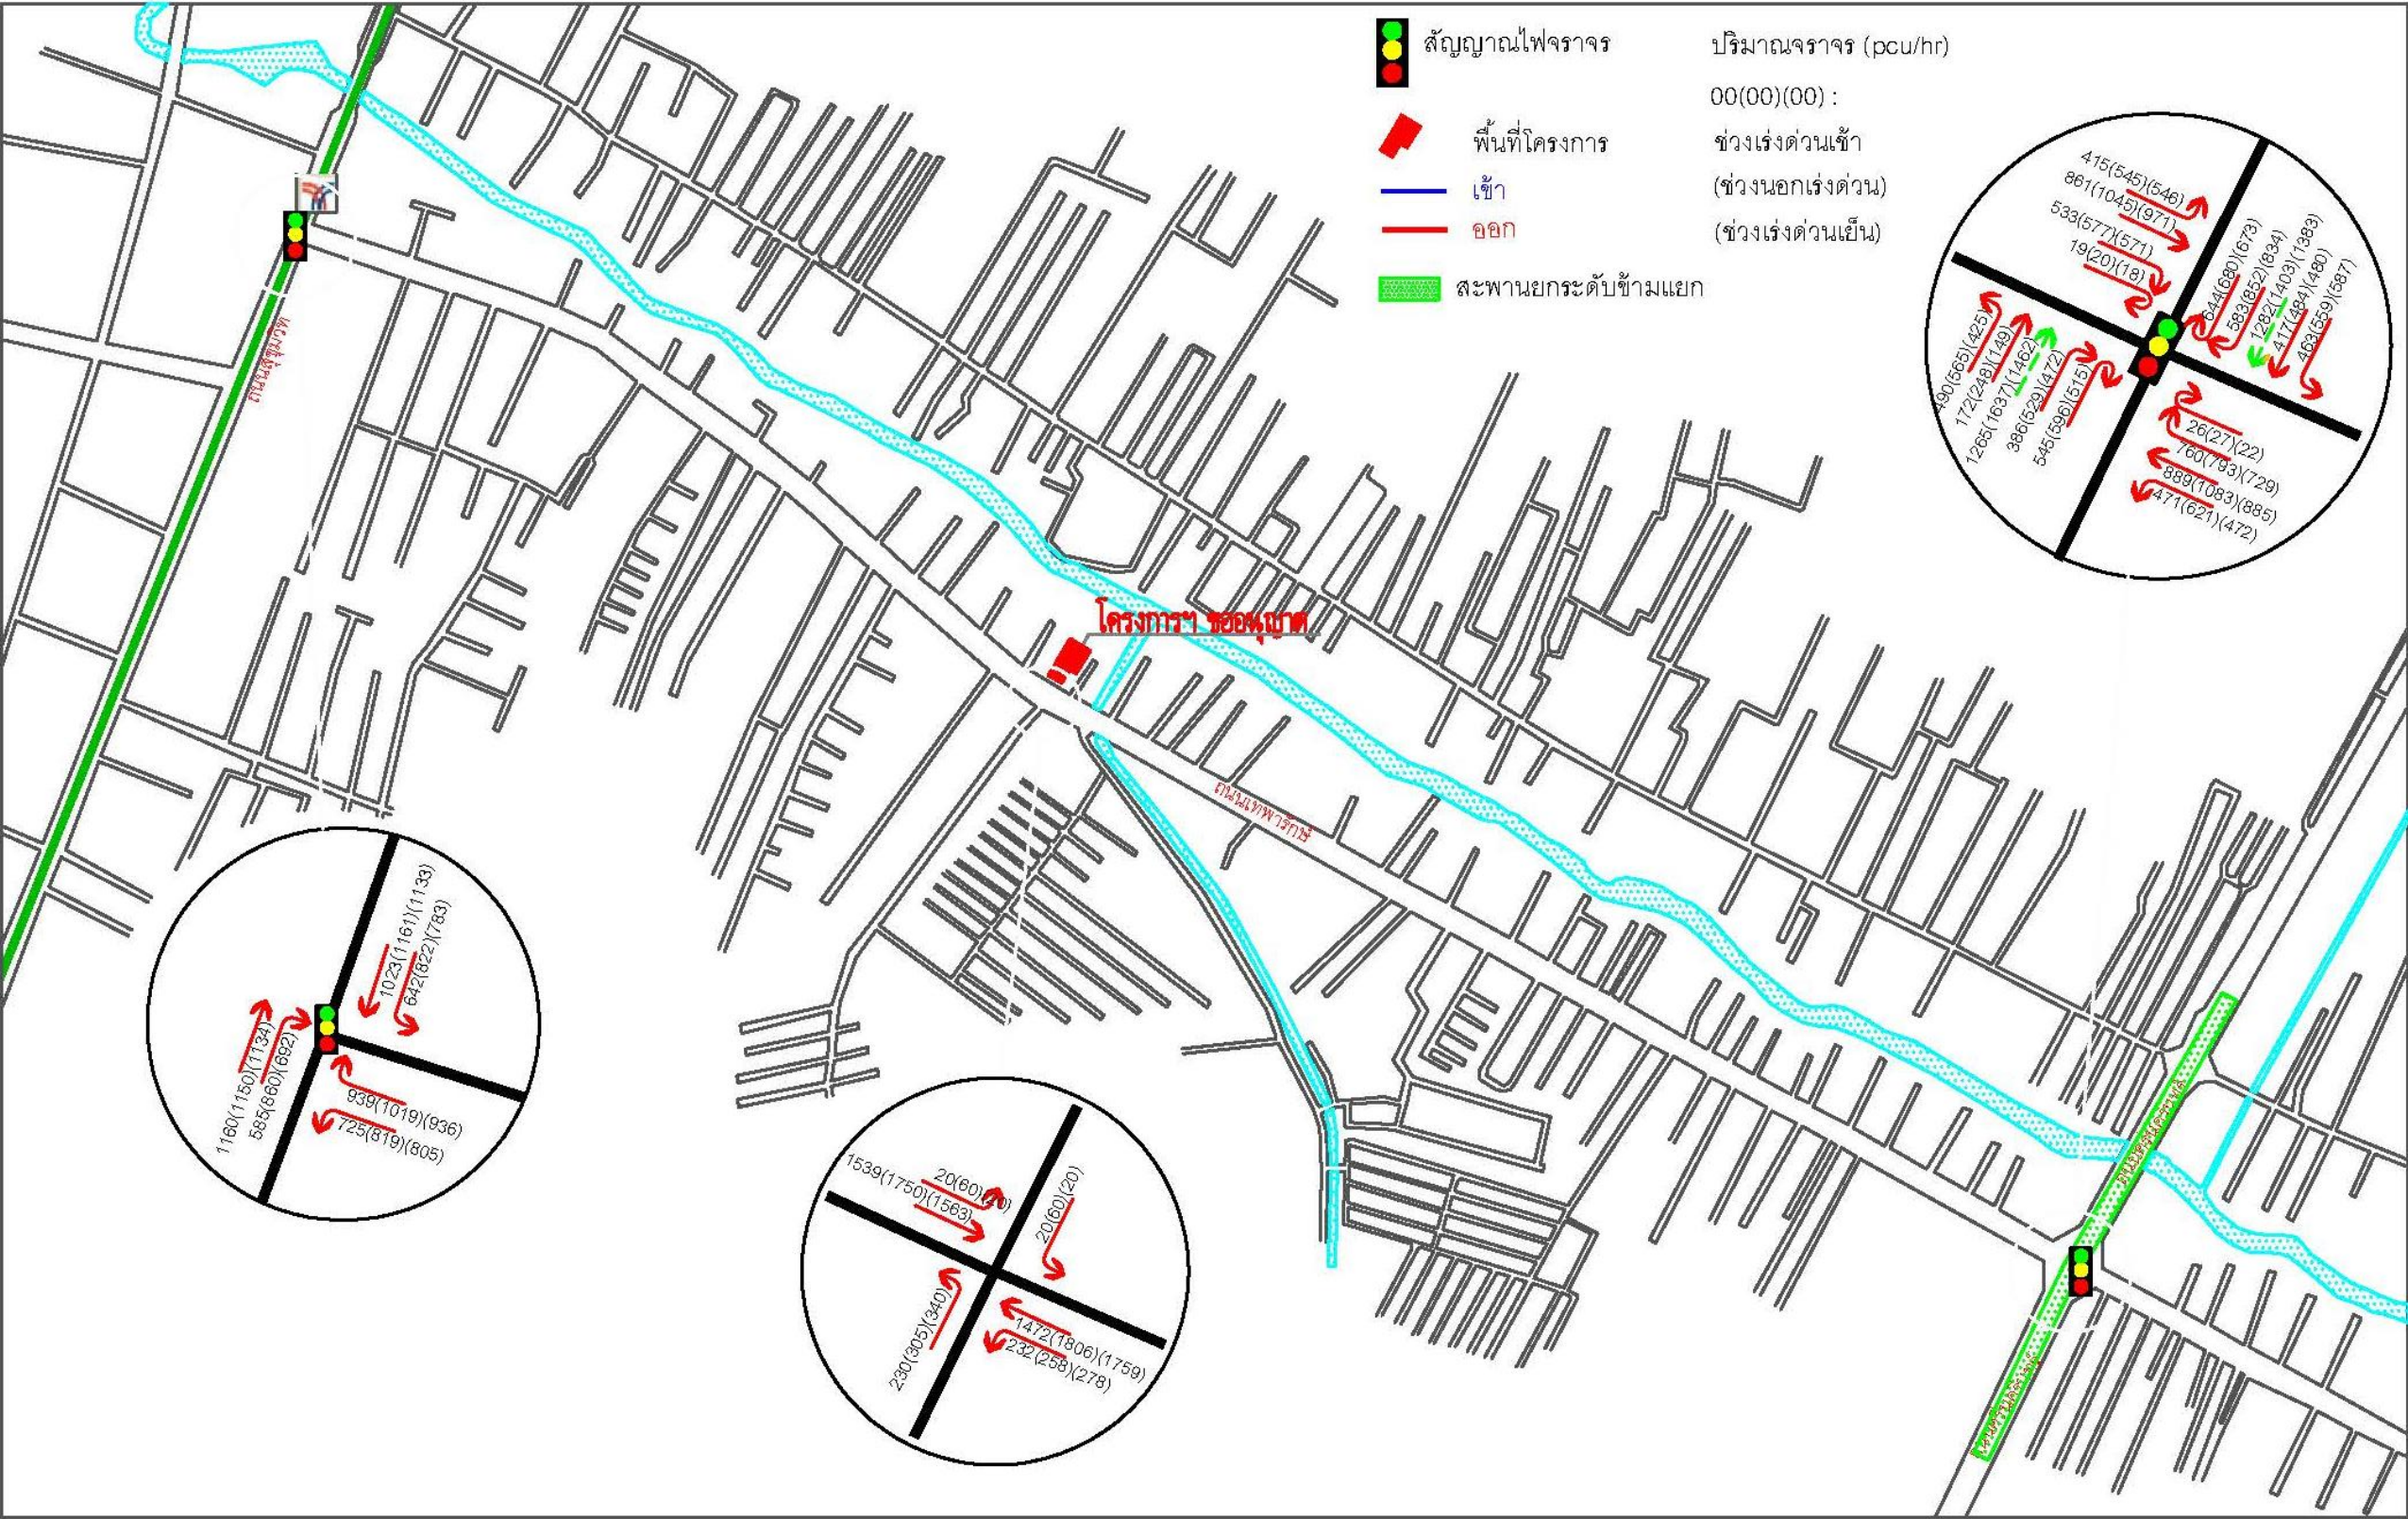 สัญญาณไฟจราจร
ปริมาณจราจร (pcu/hr)
00(00)(00) :
พื้นที่โครงการ
ช่วงเร่งด่วนเช้า
เข้า
(ช่วงนอกเร่งด่วน)
ออก
(ช่วงเร่งด่วนเย็น)
สะพานยกระดับข้ามแยก
415(545)(546)
861(1045)(971)
533(577)(571)
19(20)(18)
644(680)(673)
583(852)(834)
1282(1403)(1383)
417(484)(480)
463(559)(587)
490(565)(425)
172(248)(149)
1265(1637)(1462)
386(529)(472)
545(596)(515)
26(27)(22)
760(793)(729)
889(1083)(885)
471(621)(472)
ถนนสุขุมวิท
โครงการฯ ขออนุญาต
ถนนเทพารักษ์
1023(1161)(1133)
642(822)(783)
1160(1150)(1134)
585(860)(692)
939(1019)(936)
725(819)(805)
1539(1750)(1563)
20(60)(20)
230(305)(340)
1472(1806)(1759)
232(258)(278)
ถนนศรีนครินทร์